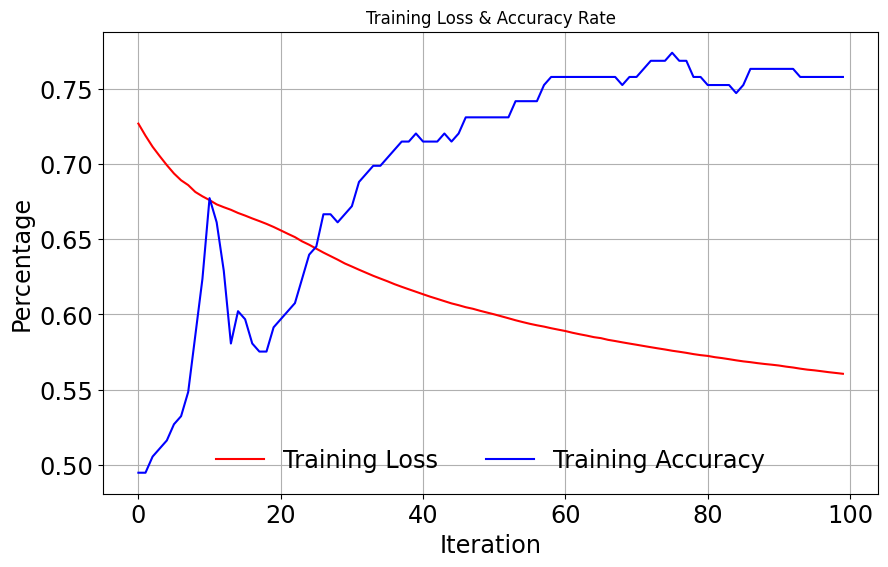 Training Loss & Accuracy Rate
0.75
0.70
0.65
0.60
0.55
0.50
Percentage
Training Loss
Training Accuracy
0 20 40 60 80 100
Iteration